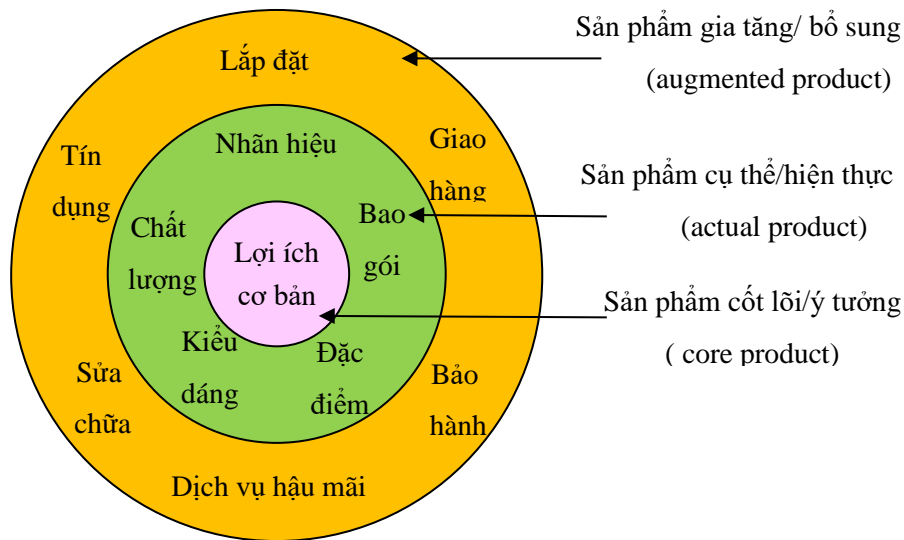 Sản phẩm gia tăng/ bổ sung
(augmented product)
Lắp đặt
Nhãn hiệu
Giao
hàng
Tín
dụng
Sản phẩm cụ thể/hiện thực
(actual product)
Bao
gói
Chất
lượng
Lợi ích
cơ bản
Sản phẩm cốt lõi/ý tưởng
( core product)
Kiểu
dáng
Đặc
điểm
Sửa
chữa
Bảo
hành
Dịch vụ hậu mãi